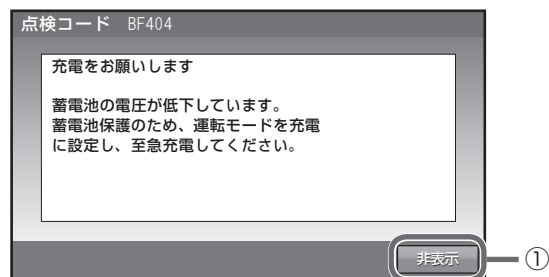 点検コード BF404
充電をお願いします
蓄電池の電圧が低下しています。
蓄電池保護のため、運転モードを充電
に設定し、至急充電してください。
非表示
①